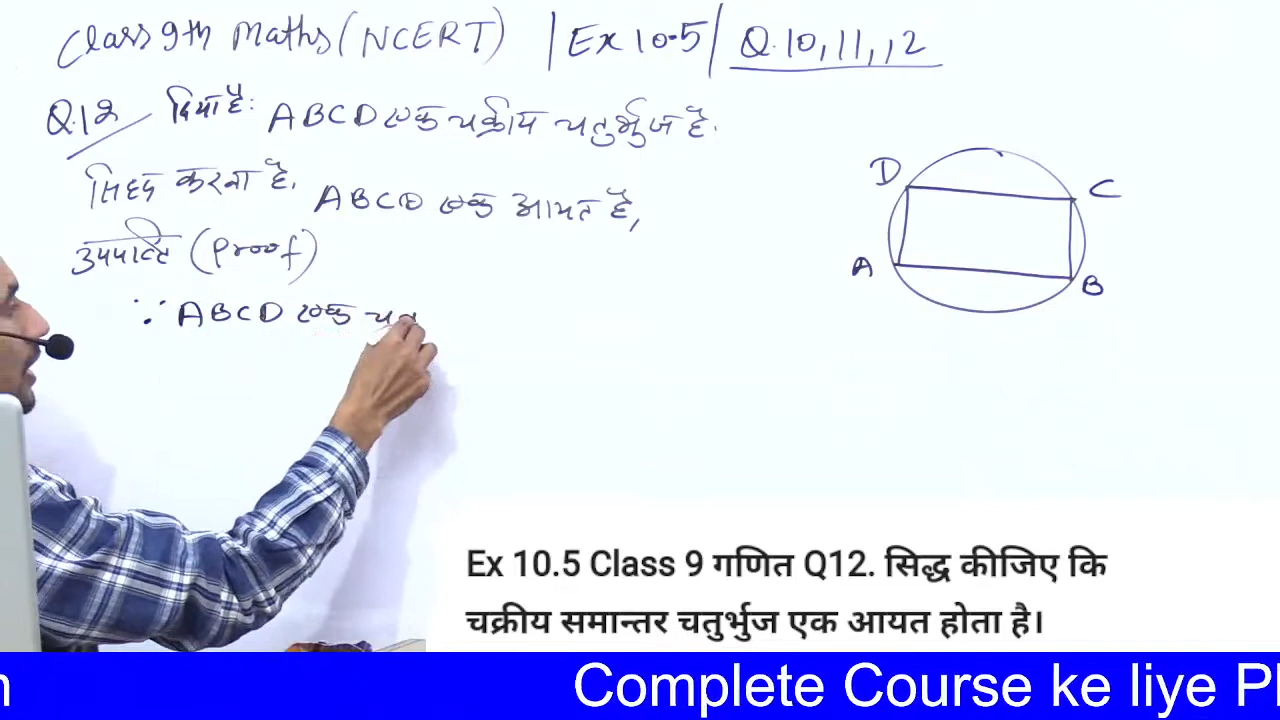 Class 9th Maths (NCERT) | Ex 10.5 | Q.10, 11, 12
Q.12 दिया है: ABCD एक चक्रीय चतुर्भुज है.
सिद्ध करना है. ABCD एक आयत है,
उपपत्ति (Proof)
∵ ABCD एक
D
C
A
B
Ex 10.5 Class 9 गणित Q12. सिद्ध कीजिए कि
चक्रीय समान्तर चतुर्भुज एक आयत होता है।
Complete Course ke liye